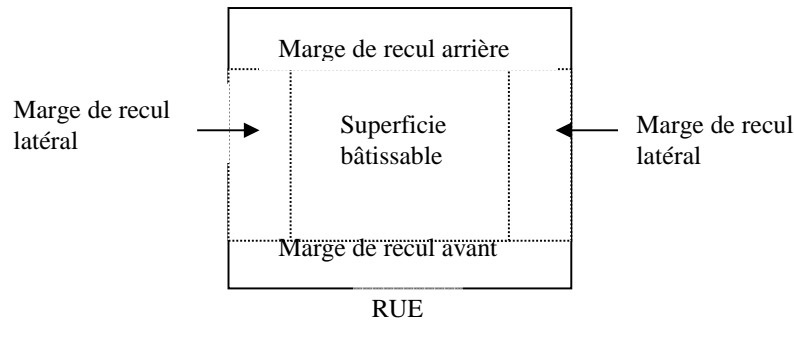 Marge de recul arrière
Marge de recul
latéral
Superficie
bâtissable
Marge de recul
latéral
Marge de recul avant
RUE